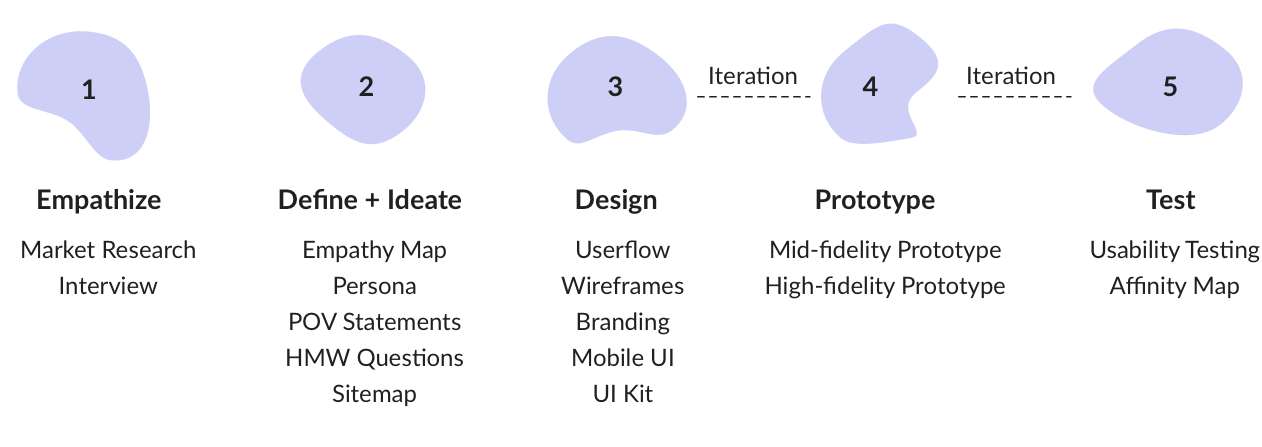 1
2
3
Iteration
4
Iteration
5
Empathize
Market Research
Interview
Define + Ideate
Empathy Map
Persona
POV Statements
HMW Questions
Sitemap
Design
Userflow
Wireframes
Branding
Mobile UI
UI Kit
Prototype
Mid-fidelity Prototype
High-fidelity Prototype
Test
Usability Testing
Affinity Map